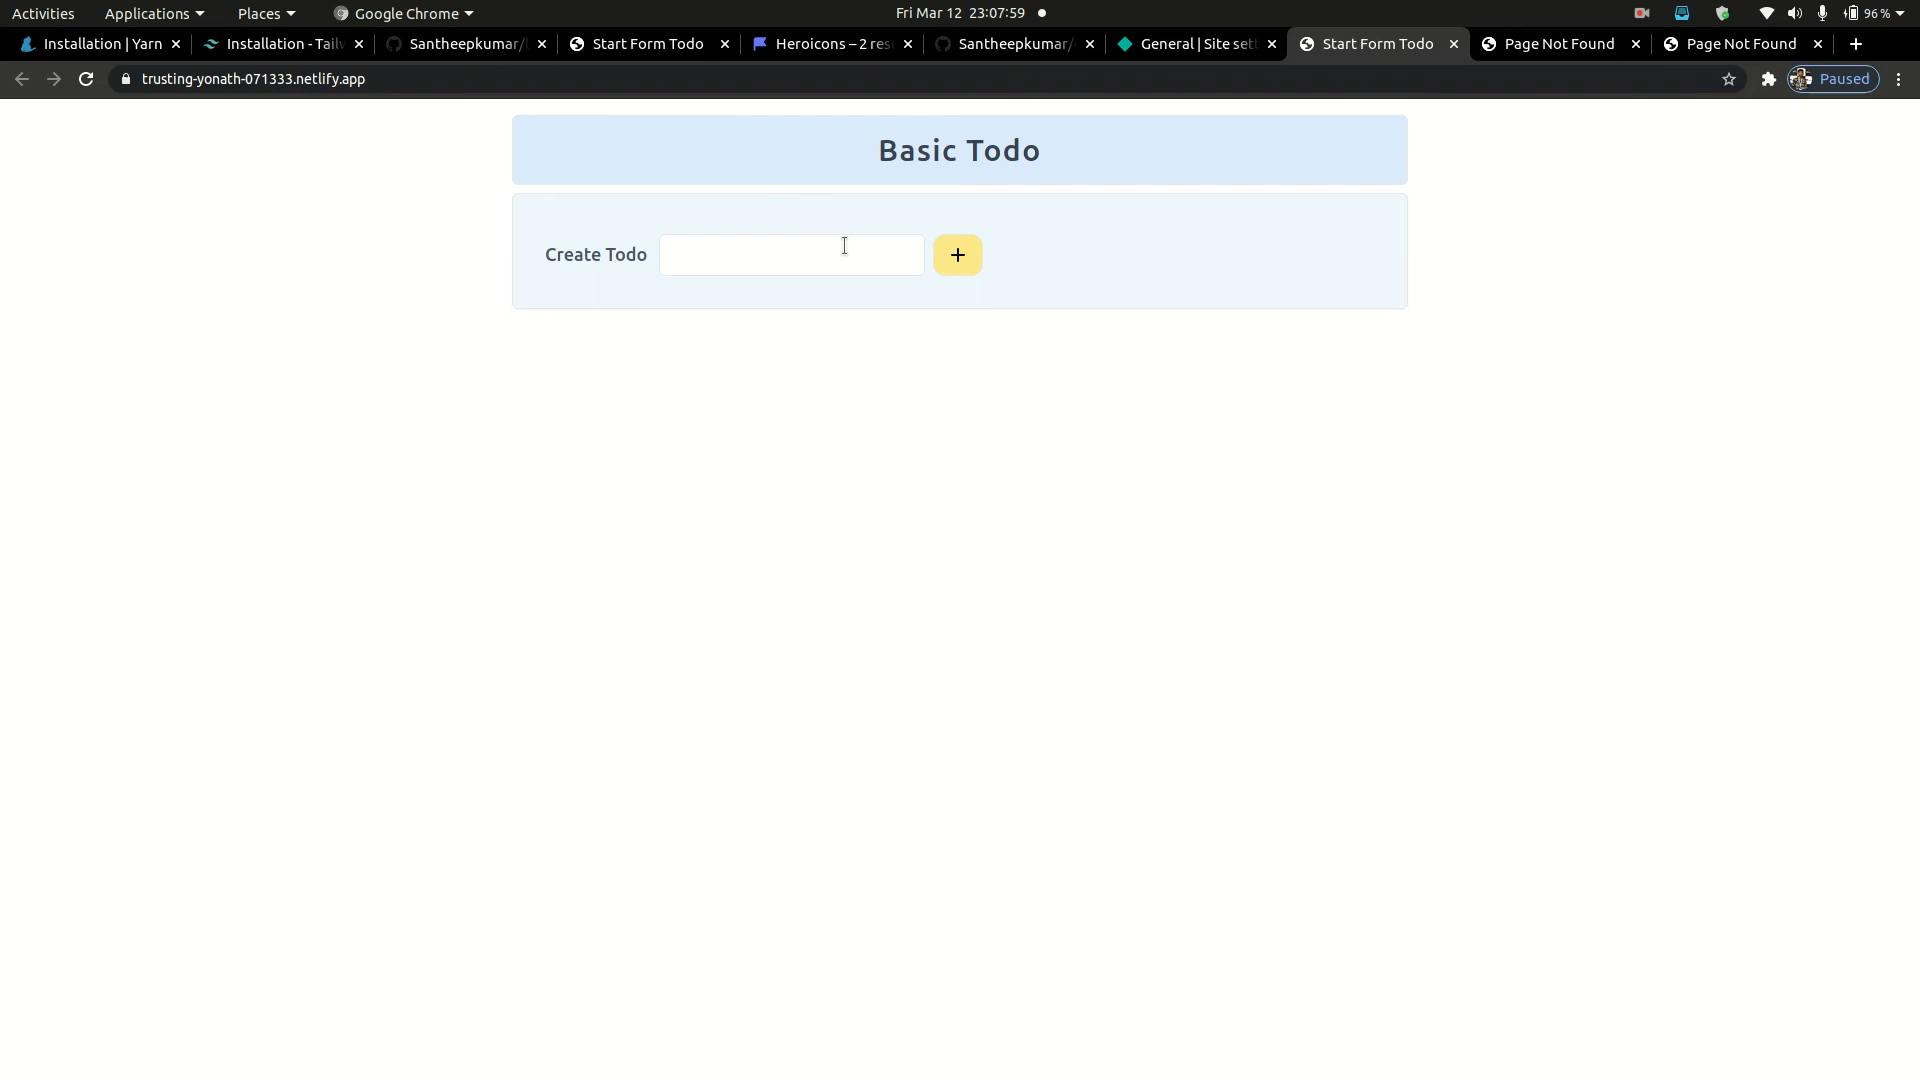 Activities Applications Places Google Chrome Fri Mar 12 23:07:59 96 %
Installation | Yarn Installation - Tailw Santheepkumar/ Start Form Todo Heroicons – 2 res Santheepkumar/ General | Site sett Start Form Todo Page Not Found Page Not Found
trusting-yonath-071333.netlify.app Paused
Basic Todo
Create Todo +